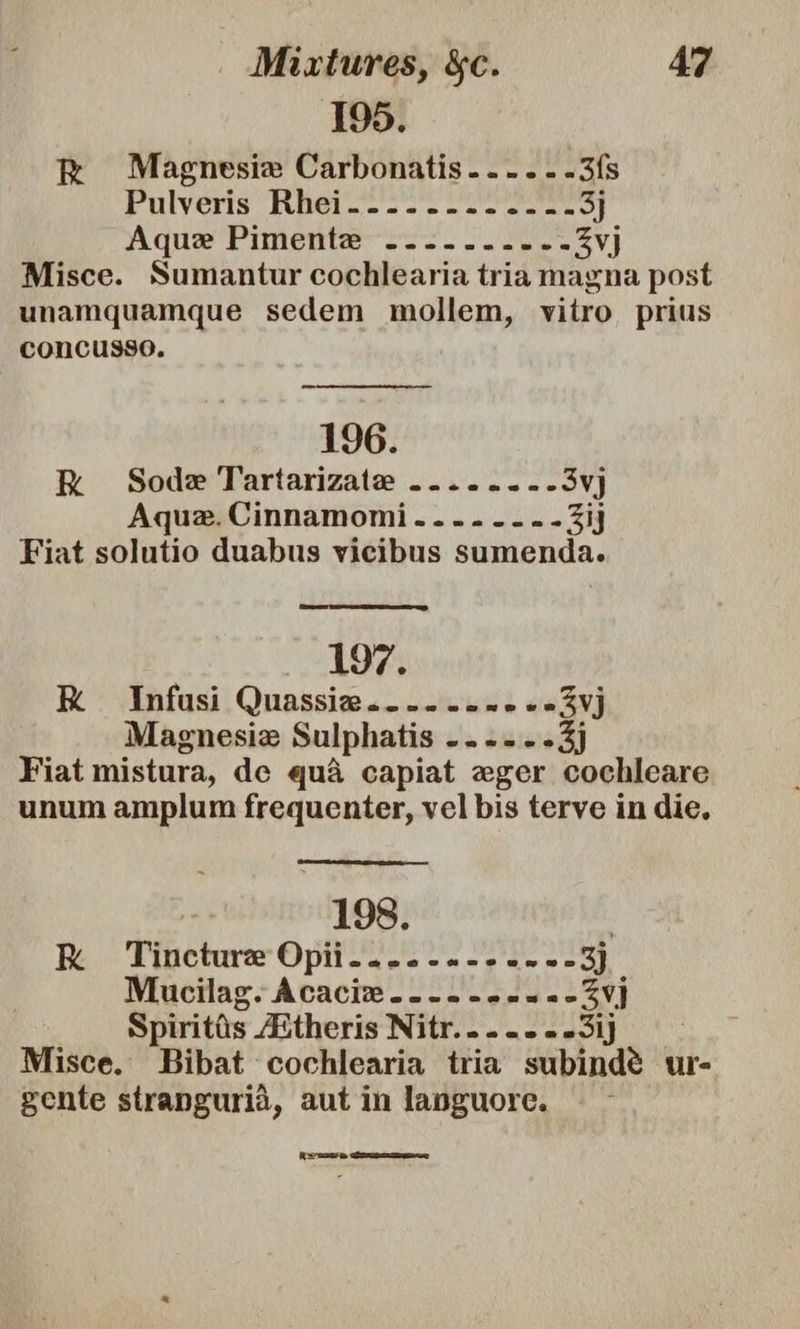 Mixtures, &c. 47
195.
℞ Magnesiæ Carbonatis------ʒſs
Pulveris Rhei------------ʒj
Aquæ Pimentæ ----------℥vj
Misce. Sumantur cochlearia tria magna post
unamquamque sedem mollem, vitro prius
concusso.
196.
℞ Sodæ Tartarizatæ ---------ʒvj
Aquæ. Cinnamomi---------℥ij
Fiat solutio duabus vicibus sumenda.
197.
℞ Infusi Quassiæ-----------℥vj
Magnesiæ Sulphatis ------℥j
Fiat mistura, de quâ capiat æger cochleare
unum amplum frequenter, vel bis terve in die.
198.
℞ Tincturæ Opii------------ʒj
Mucilag. Acaciæ----------℥vj
Spiritûs Ætheris Nitr.-------ʒij
Misce. Bibat cochlearia tria subindè ur-
gente stranguriâ, aut in languore.